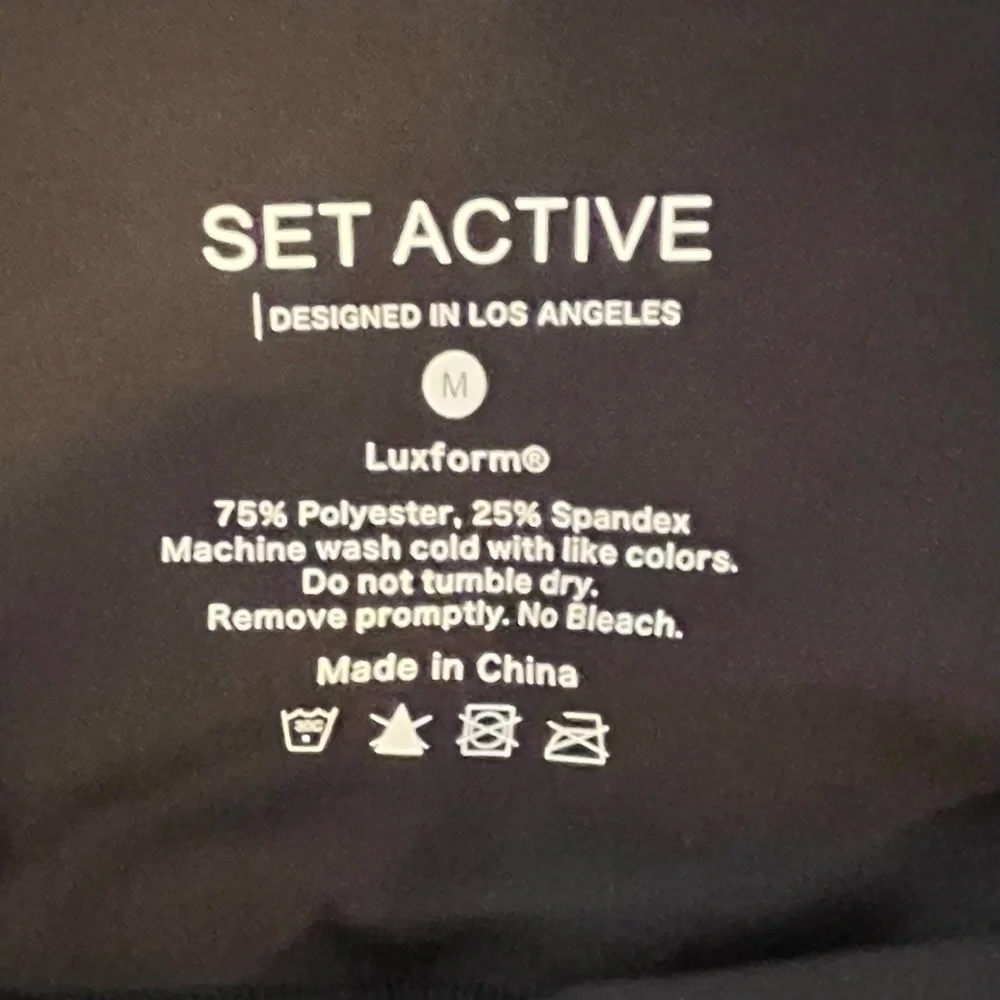 SET ACTIVE
DESIGNED IN LOS ANGELES
M
Luxform®
75% Polyester, 25% Spandex
Machine wash cold with like colors.
Do not tumble dry.
Remove promptly. No Bleach.
Made in China
30C